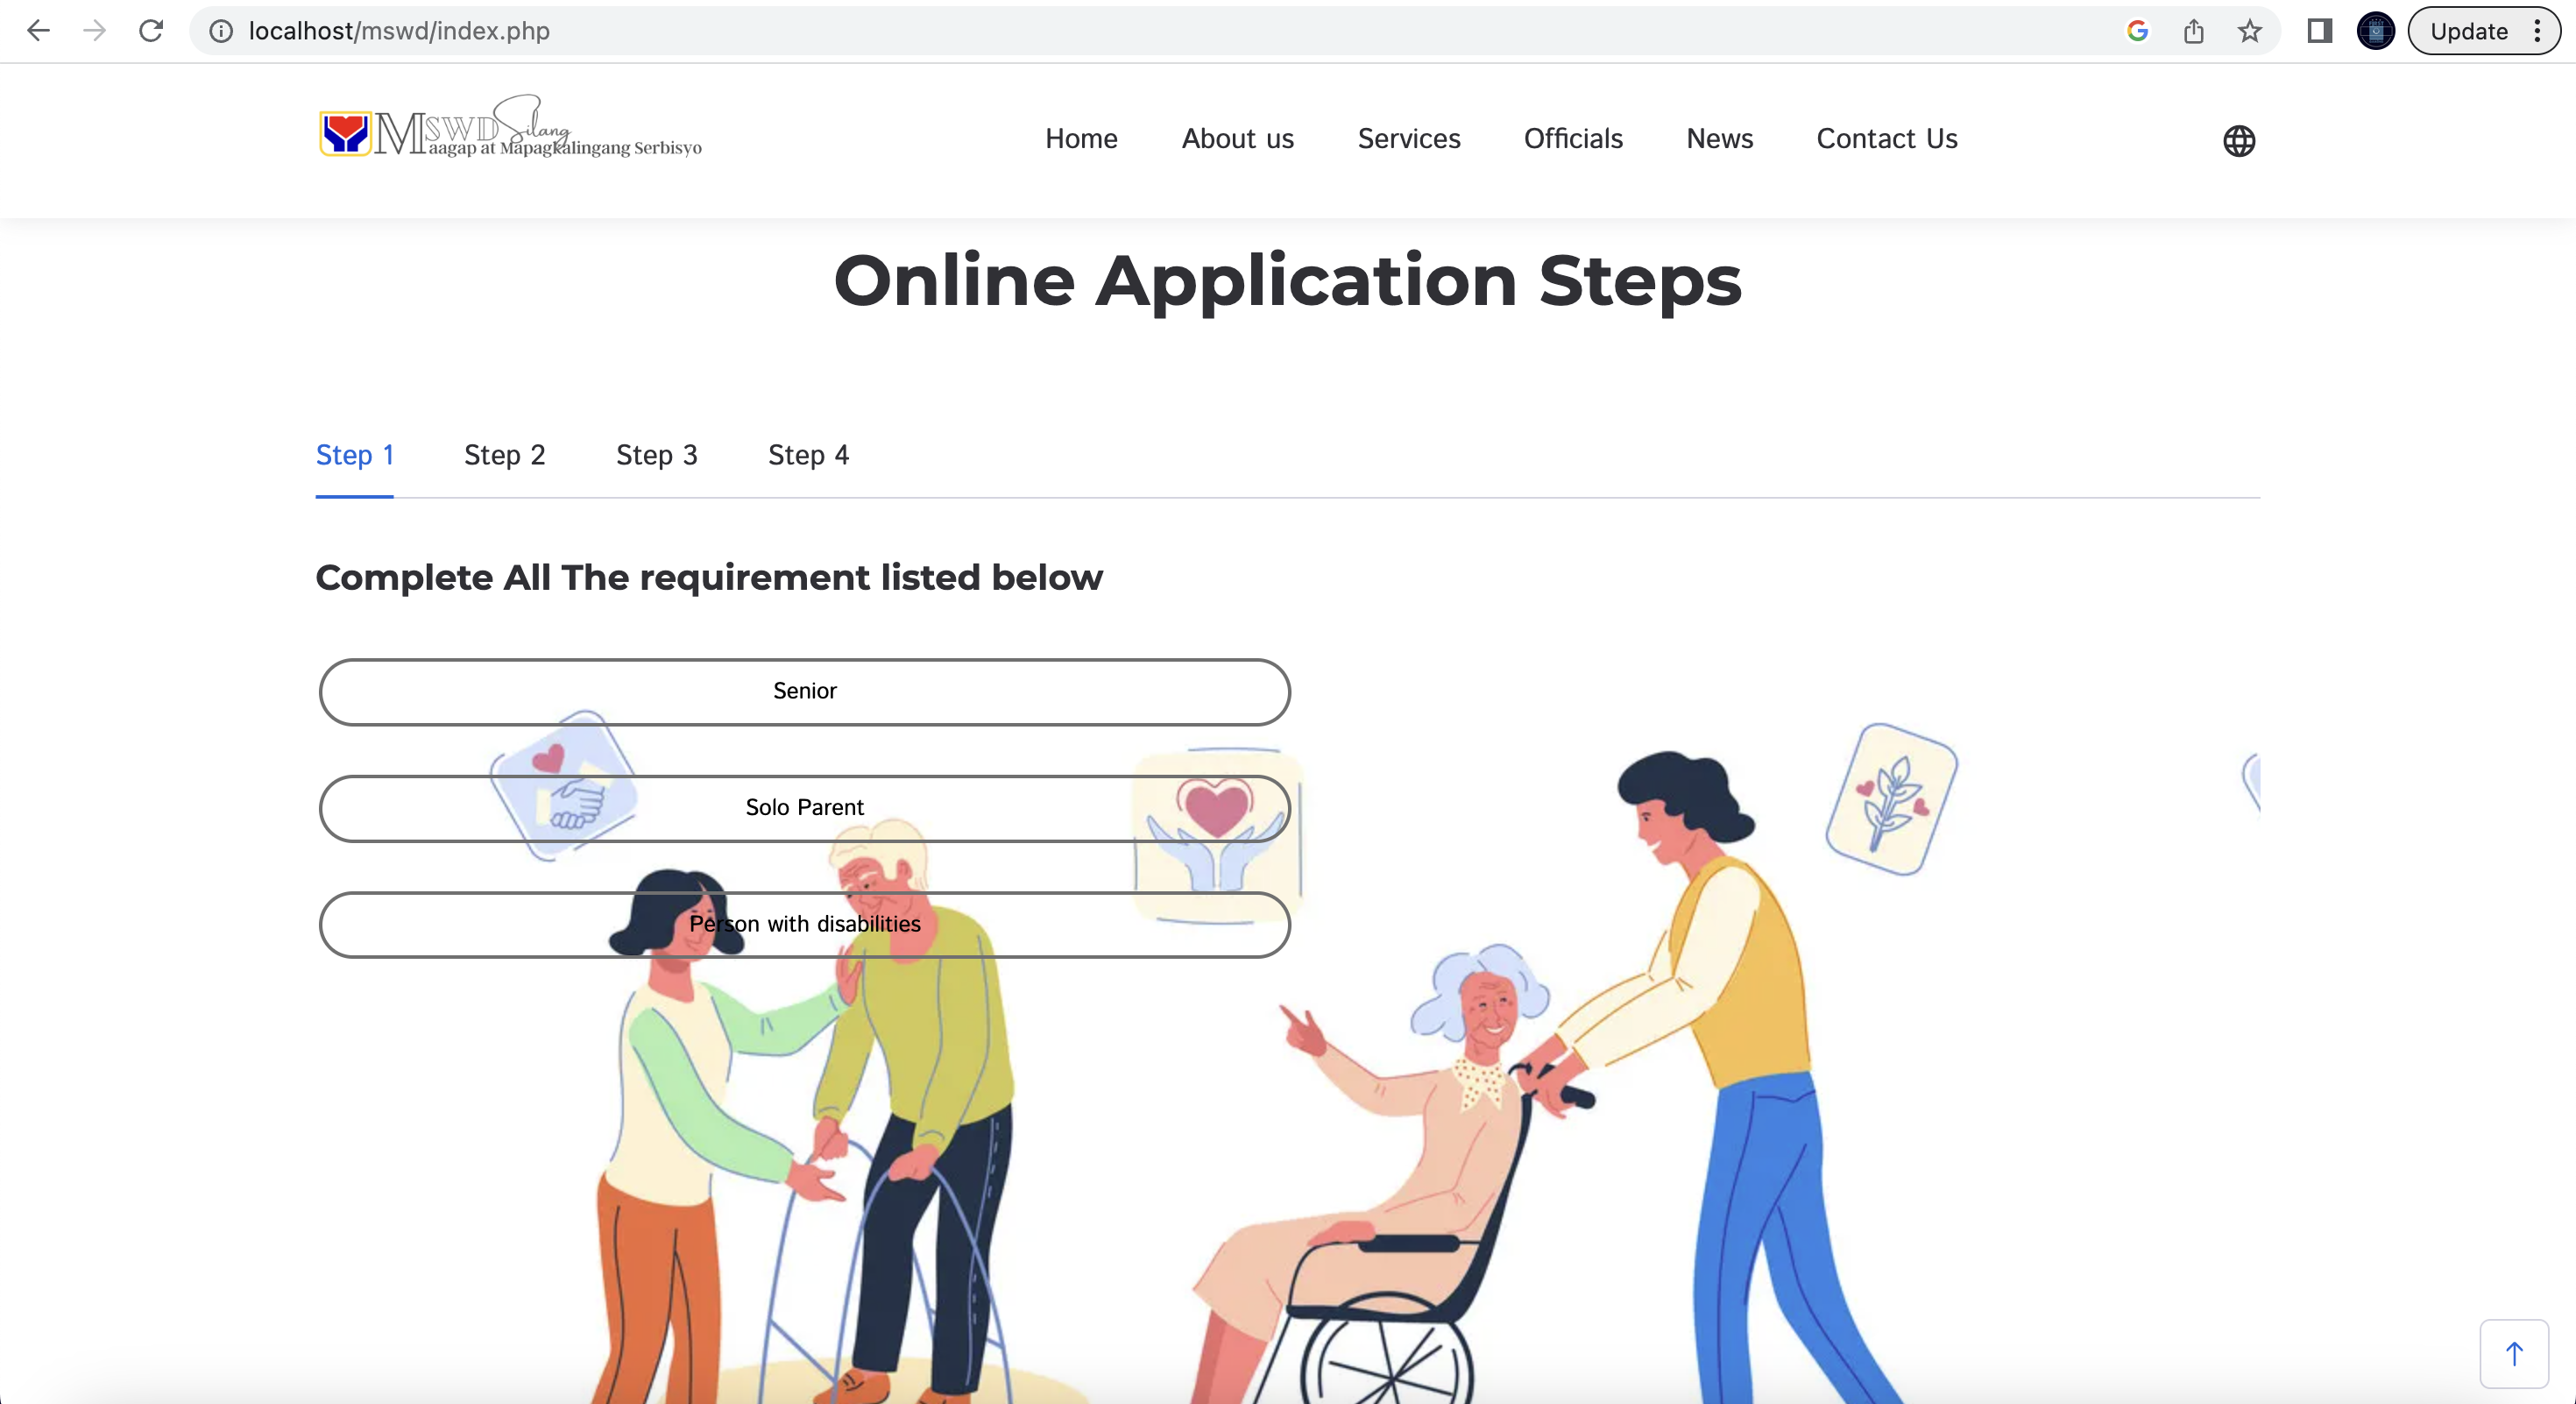 localhost/mswd/index.php
Update
MSWD Silang
aagap at Mapagkalingang Serbisyo
Home About us Services Officials News Contact Us
Online Application Steps
Step 1 Step 2 Step 3 Step 4
Complete All The requirement listed below
Senior
Solo Parent
Person with disabilities